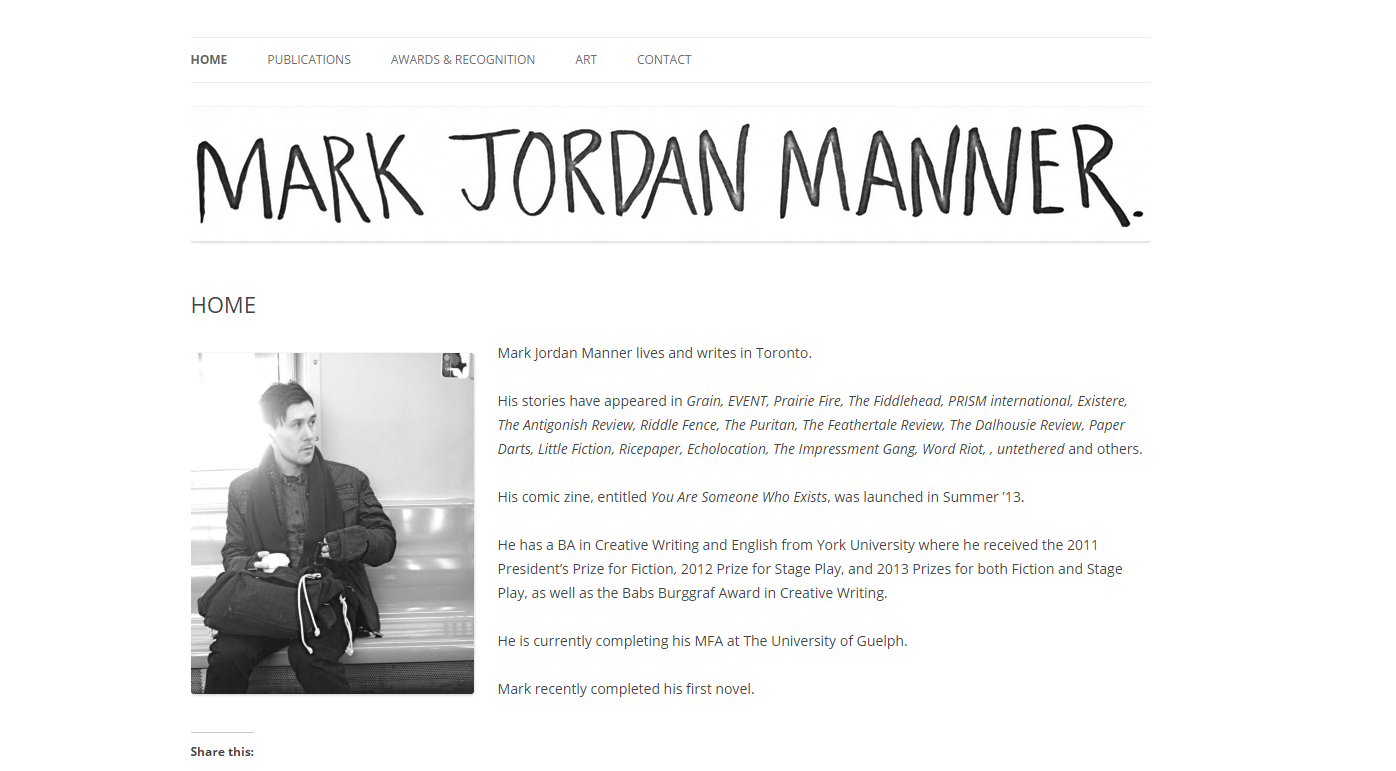 HOME PUBLICATIONS AWARDS & RECOGNITION ART CONTACT
MARK JORDAN MANNER.
HOME
Mark Jordan Manner lives and writes in Toronto.
His stories have appeared in Grain, EVENT, Prairie Fire, The Fiddlehead, PRISM international, Existere,
The Antigonish Review, Riddle Fence, The Puritan, The Feathertale Review, The Dalhousie Review, Paper
Darts, Little Fiction, Ricepaper, Echolocation, The Impressment Gang, Word Riot, , untethered and others.
His comic zine, entitled You Are Someone Who Exists, was launched in Summer ’13.
He has a BA in Creative Writing and English from York University where he received the 2011
President’s Prize for Fiction, 2012 Prize for Stage Play, and 2013 Prizes for both Fiction and Stage
Play, as well as the Babs Burggraf Award in Creative Writing.
He is currently completing his MFA at The University of Guelph.
Mark recently completed his first novel.
Share this: